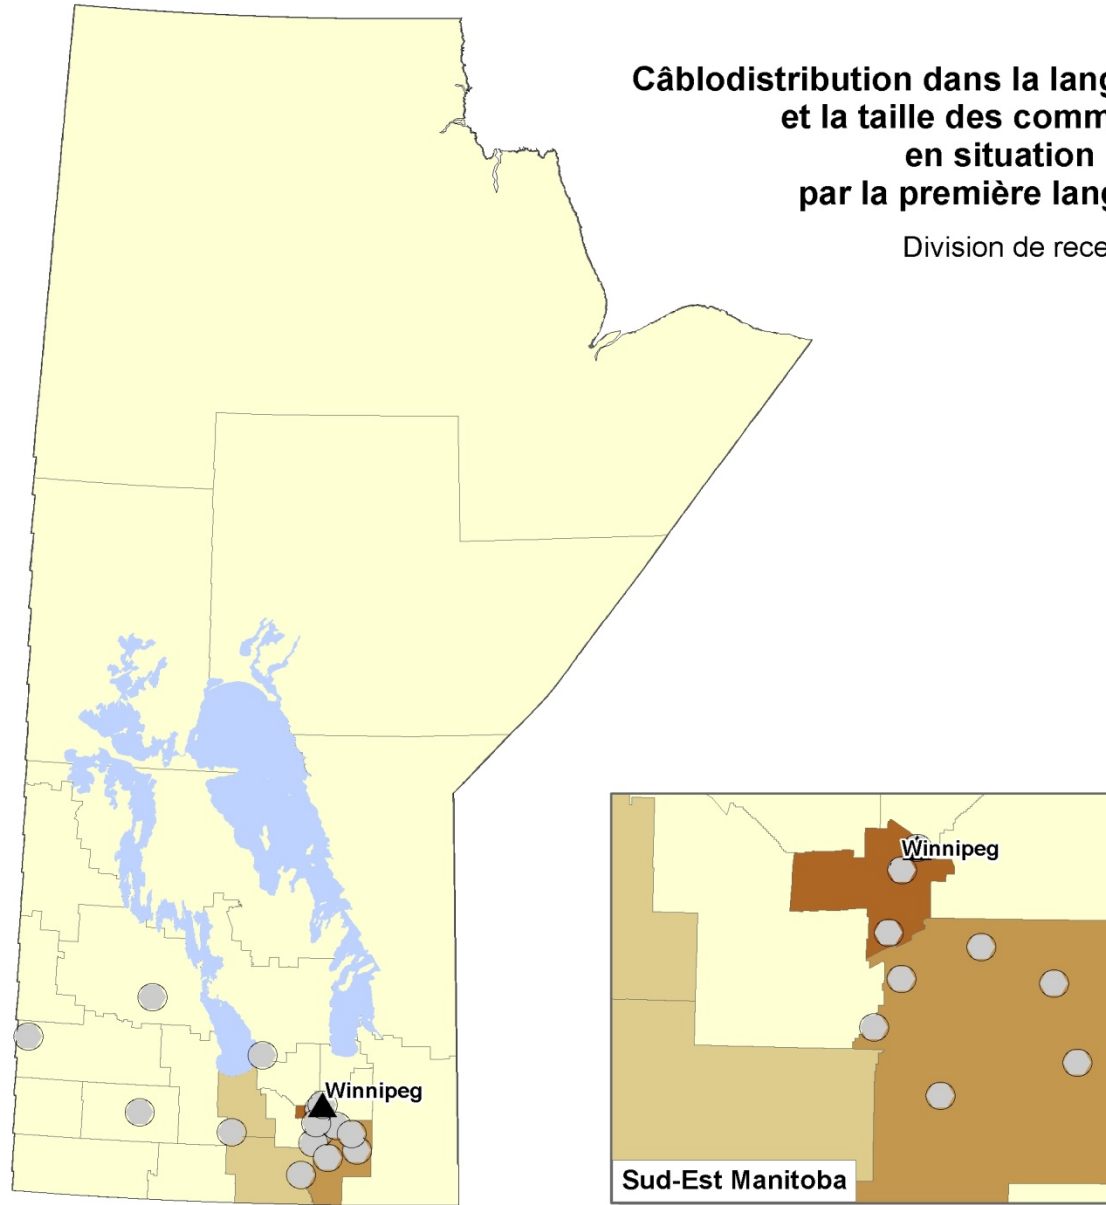 Câblodistribution dans la lang
et la taille des comm
en situation
par la première lang
Division de rece
Winnipeg
Winnipeg
Sud-Est Manitoba